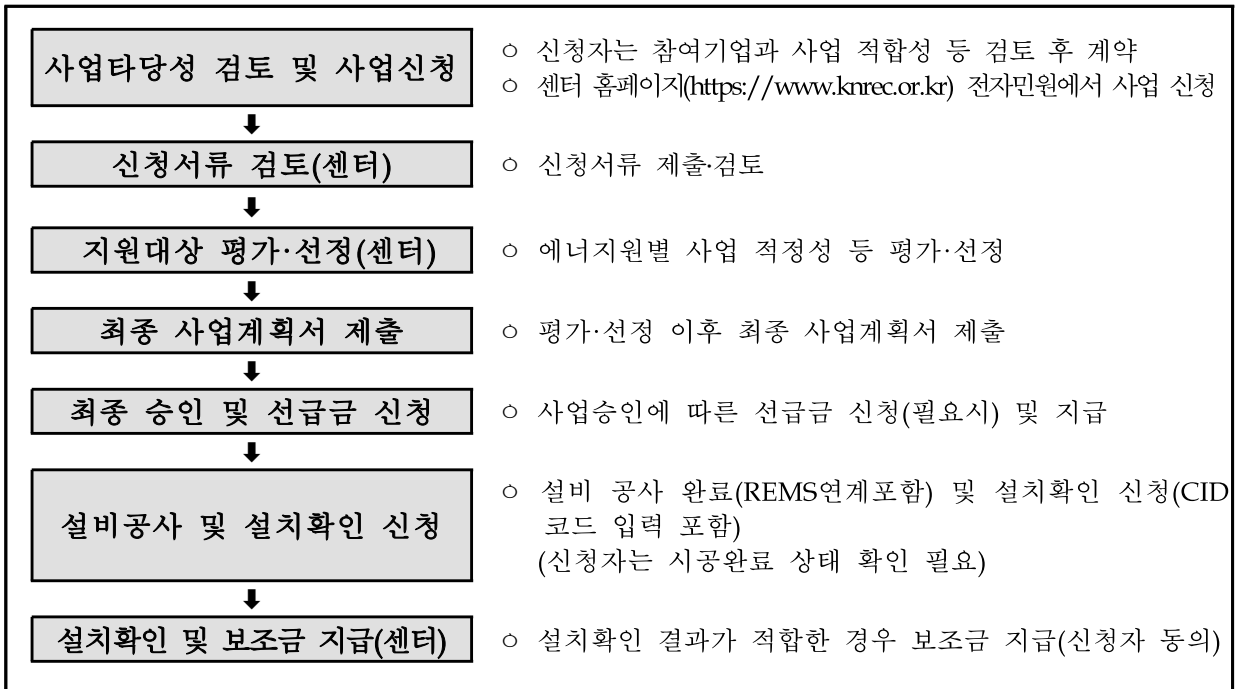 사업타당성 검토 및 사업신청
ㅇ 신청자는 참여기업과 사업 적합성 등 검토 후 계약
ㅇ 센터 홈페이지(https://www.knrec.or.kr) 전자민원에서 사업 신청
⬇
신청서류 검토(센터)
ㅇ 신청서류 제출·검토
⬇
지원대상 평가·선정(센터)
ㅇ 에너지원별 사업 적정성 등 평가·선정
⬇
최종 사업계획서 제출
ㅇ 평가·선정 이후 최종 사업계획서 제출
⬇
최종 승인 및 선급금 신청
ㅇ 사업승인에 따른 선급금 신청(필요시) 및 지급
⬇
설비공사 및 설치확인 신청
ㅇ 설비 공사 완료(REMS연계포함) 및 설치확인 신청(CID
코드 입력 포함)
(신청자는 시공완료 상태 확인 필요)
⬇
설치확인 및 보조금 지급(센터)
ㅇ 설치확인 결과가 적합한 경우 보조금 지급(신청자 동의)